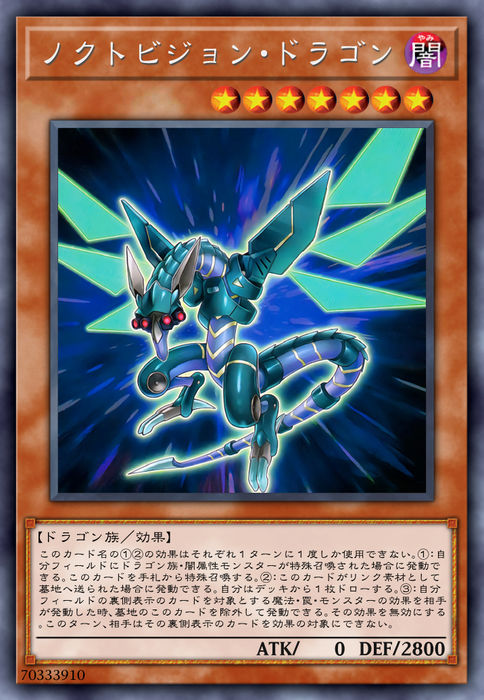 ノクトビジョン・ドラゴン
やみ
闇
【ドラゴン族／効果】
このカード名の①②の効果はそれぞれ１ターンに１度しか使用できない。①：自
分フィールドにドラゴン族・闇属性モンスターが特殊召喚された場合に発動で
きる。このカードを手札から特殊召喚する。②：このカードがリンク素材として
墓地へ送られた場合に発動できる。自分はデッキから１枚ドローする。③：自分
フィールドの裏側表示のカードを対象とする魔法・罠・モンスターの効果を相手
が発動した時、墓地のこのカードを除外して発動できる。その効果を無効にする
。このターン、相手はその裏側表示のカードを効果の対象にできない。
ATK/ 0 DEF/2800
70333910